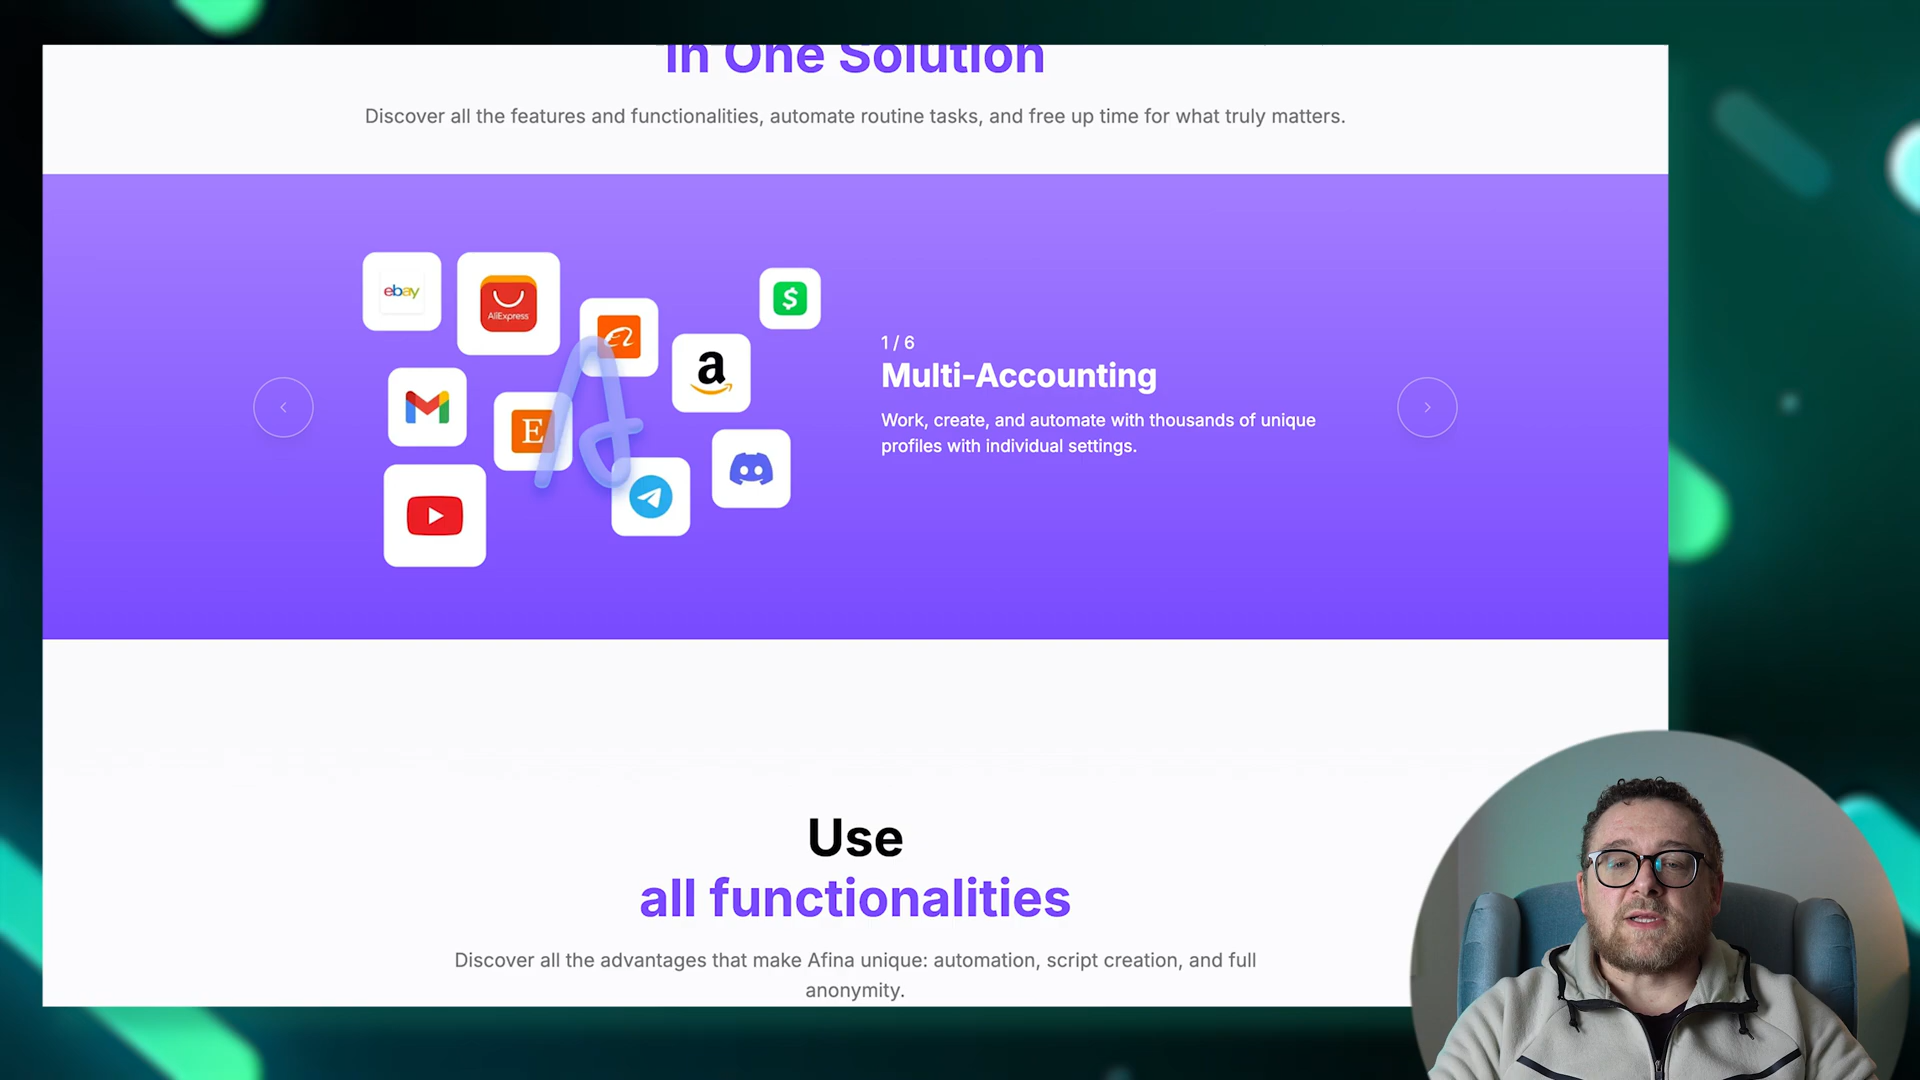 In One Solution
Discover all the features and functionalities, automate routine tasks, and free up time for what truly matters.
ebay
AliExpress
a
E
1 / 6
Multi-Accounting
Work, create, and automate with thousands of unique
profiles with individual settings.
Use
all functionalities
Discover all the advantages that make Afina unique: automation, script creation, and full
anonymity.